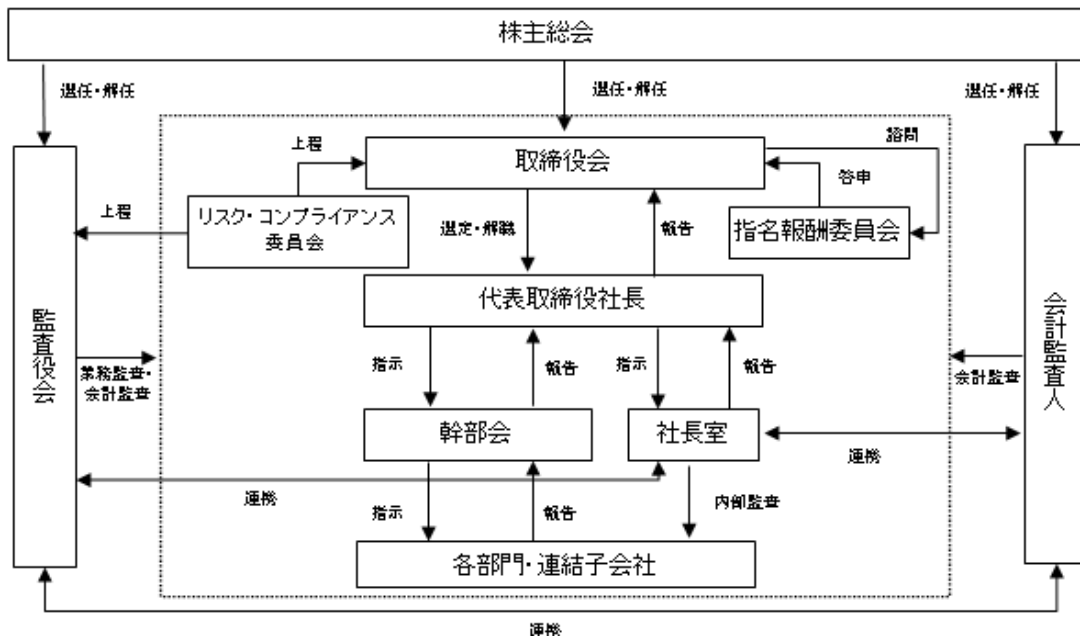 株主総会
選任・解任
選任・解任
選任・解任
諮問
上程
取締役会
答申
上程
リスク・コンプライアンス
委員会
選定・解職
報告
指名報酬委員会
代表取締役社長
監査役会
会計監査人
業務監査・
会計監査
指示
報告
指示
報告
会計監査
幹部会
社長室
連携
連携
指示
報告
内部監査
各部門・連結子会社
連携